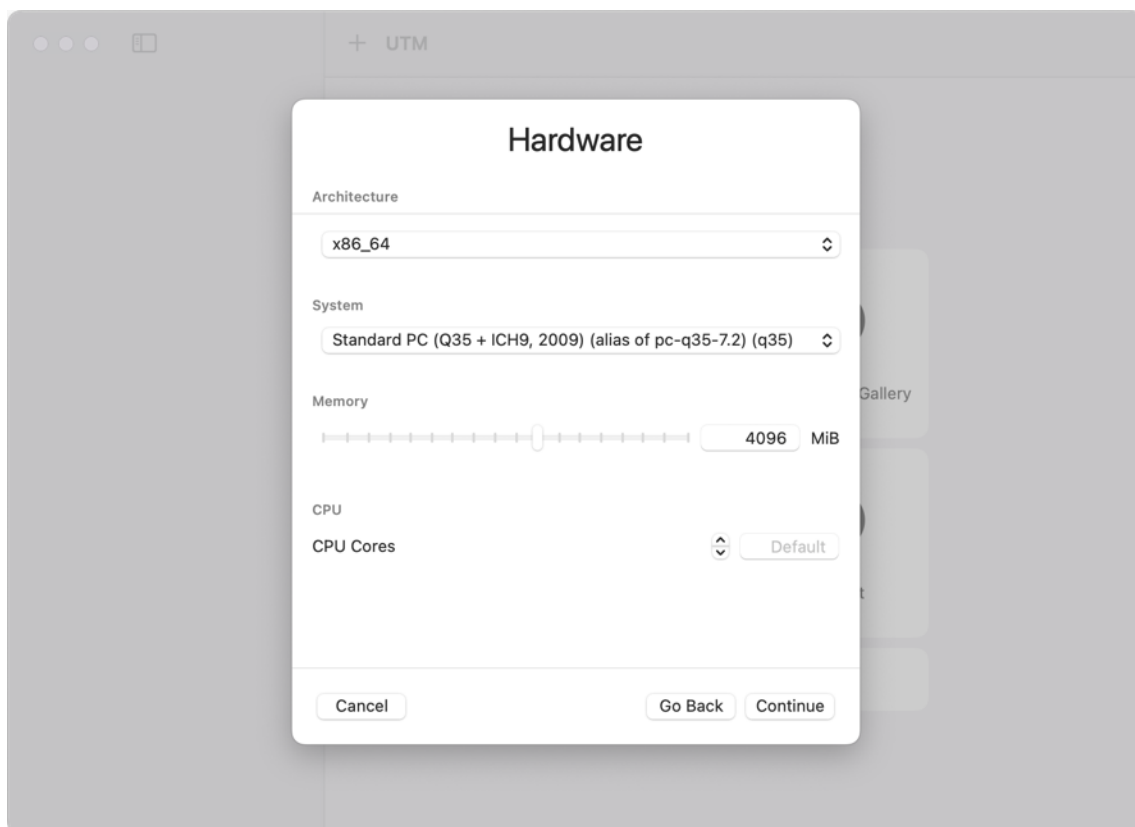 UTM
Hardware
Architecture
x86_64
System
Standard PC (Q35 + ICH9, 2009) (alias of pc-q35-7.2) (q35)
Memory
4096 MiB
Gallery
CPU
CPU Cores
Default
t
Cancel
Go Back
Continue